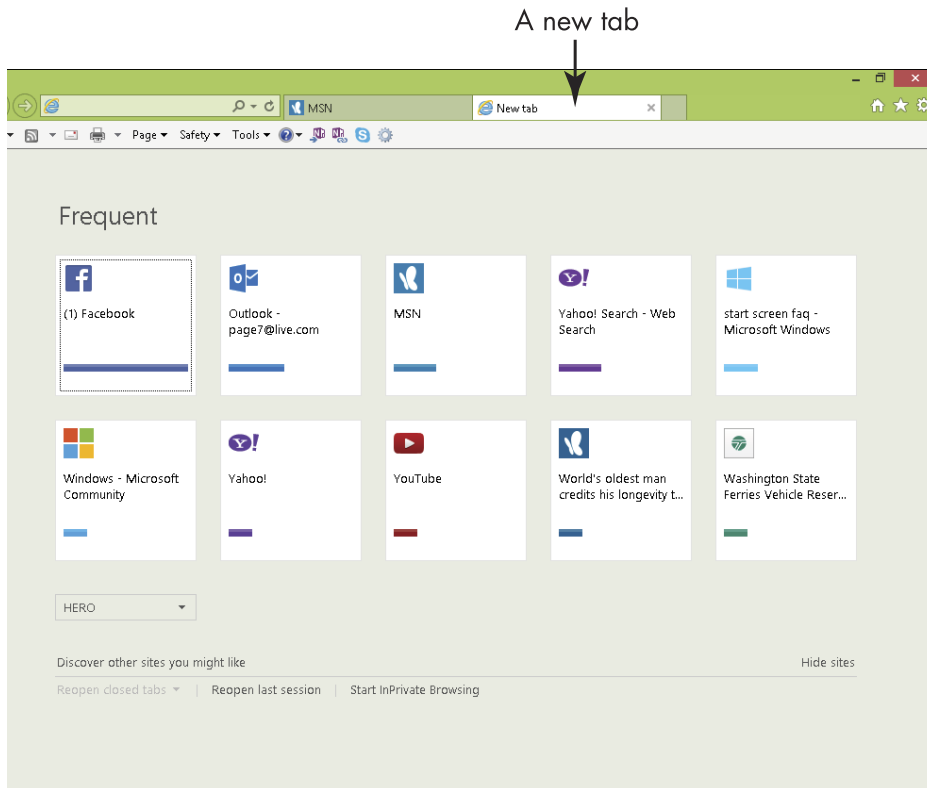 A new tab
MSN
New tab
Page
Safety
Tools
Frequent
(1) Facebook
Outlook -
page7@live.com
MSN
Yahoo! Search - Web
Search
start screen faq -
Microsoft Windows
Windows - Microsoft
Community
Yahoo!
YouTube
World's oldest man
credits his longevity t...
Washington State
Ferries Vehicle Reser...
HERO
Discover other sites you might like
Hide sites
Reopen closed tabs | Reopen last session | Start InPrivate Browsing